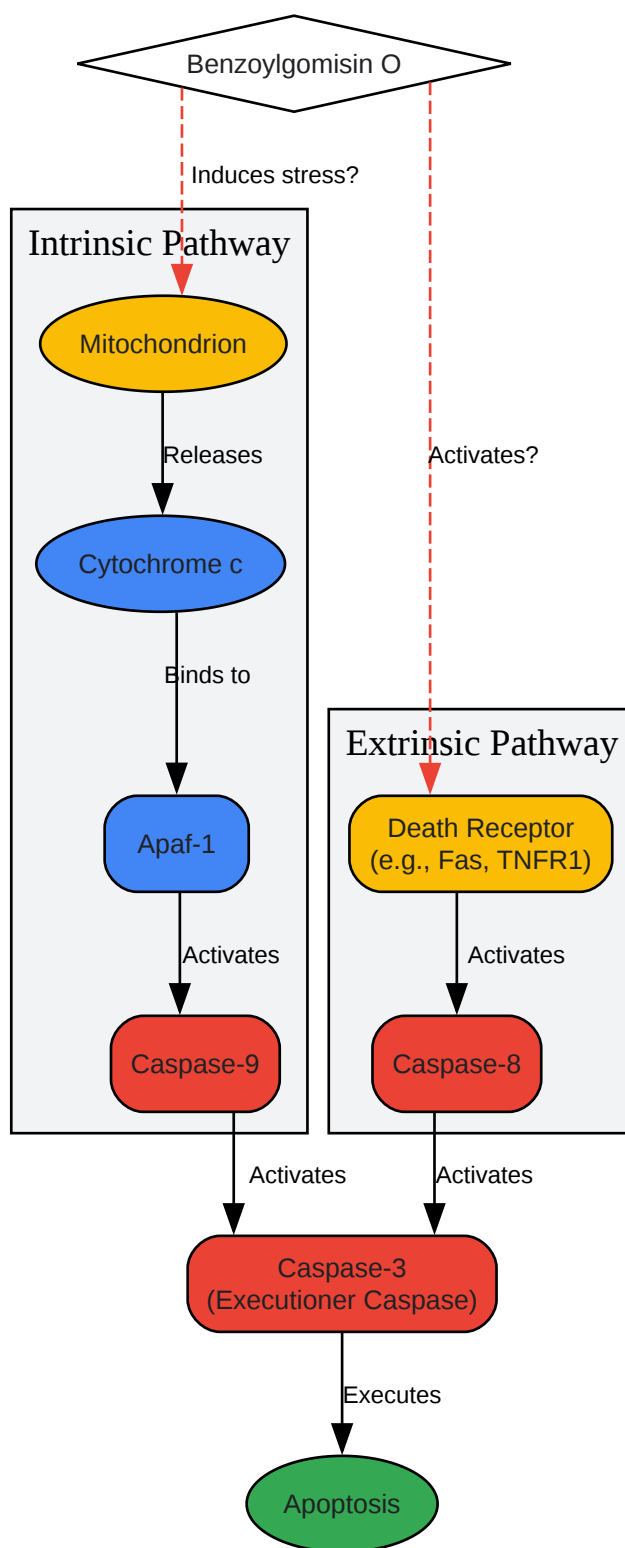 Benzoylgomisin O
Induces stress?
Intrinsic Pathway
Mitochondrion
Releases
Activates?
Cytochrome c
Binds to
Extrinsic Pathway
Apaf-1
Death Receptor
(e.g., Fas, TNFR1)
Activates
Activates
Caspase-9
Caspase-8
Activates
Activates
Caspase-3
(Executioner Caspase)
Executes
Apoptosis